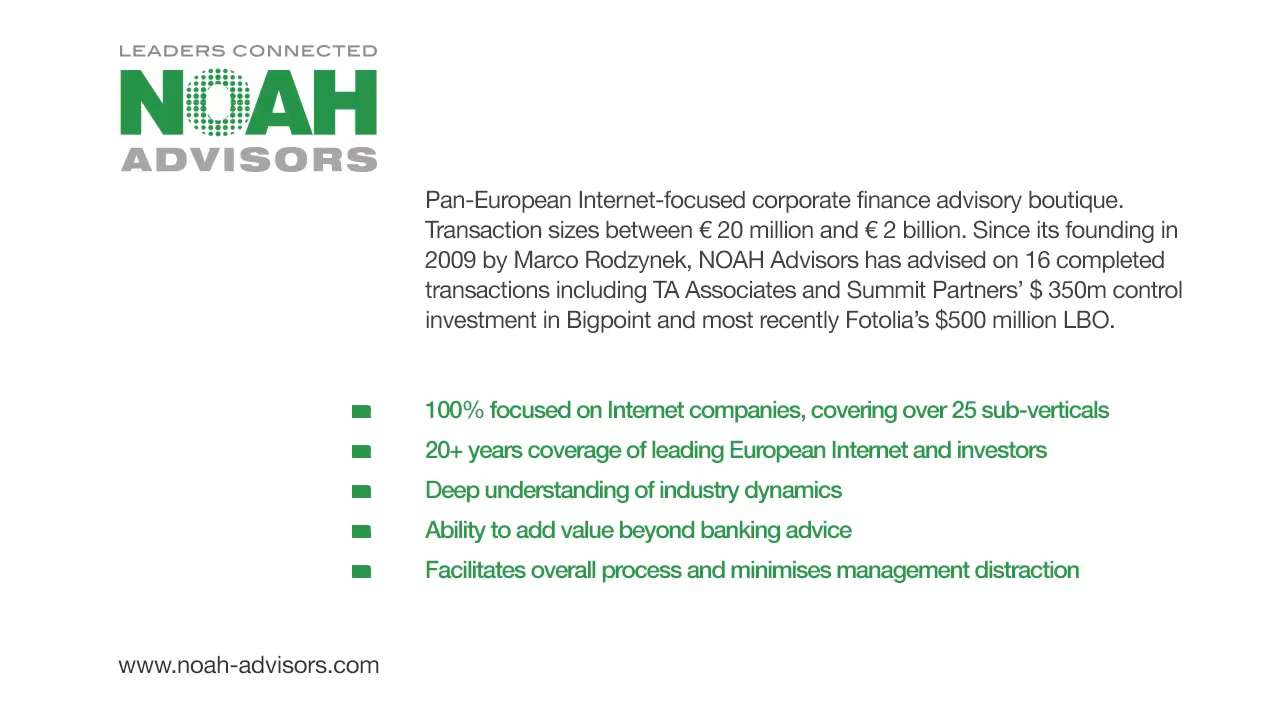 LEADERS CONNECTED
NOAH
ADVISORS
Pan-European Internet-focused corporate finance advisory boutique.
Transaction sizes between € 20 million and € 2 billion. Since its founding in
2009 by Marco Rodzynek, NOAH Advisors has advised on 16 completed
transactions including TA Associates and Summit Partners’ $ 350m control
investment in Bigpoint and most recently Fotolia’s $500 million LBO.
100% focused on Internet companies, covering over 25 sub-verticals
20+ years coverage of leading European Internet and investors
Deep understanding of industry dynamics
Ability to add value beyond banking advice
Facilitates overall process and minimises management distraction
www.noah-advisors.com